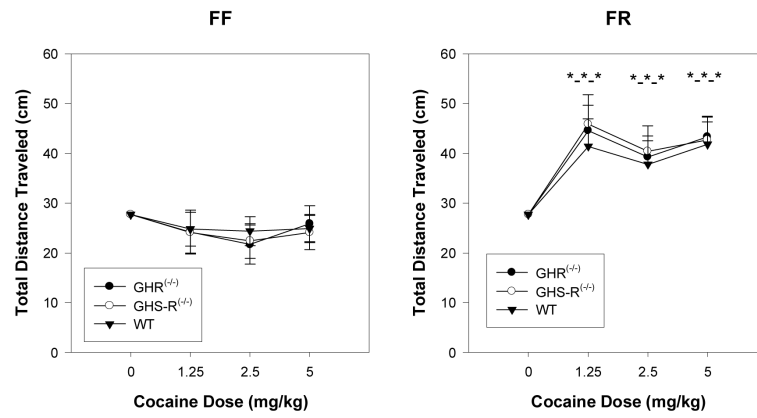 FF
Total Distance Traveled (cm)
60
50
40
30
20
10
0
GHR(-/-)
GHS-R(-/-)
WT
0 1.25 2.5 5
Cocaine Dose (mg/kg)
FR
Total Distance Traveled (cm)
60
50
40
30
20
10
0
*_*_* *_*_* *_*_*
GHR(-/-)
GHS-R(-/-)
WT
0 1.25 2.5 5
Cocaine Dose (mg/kg)